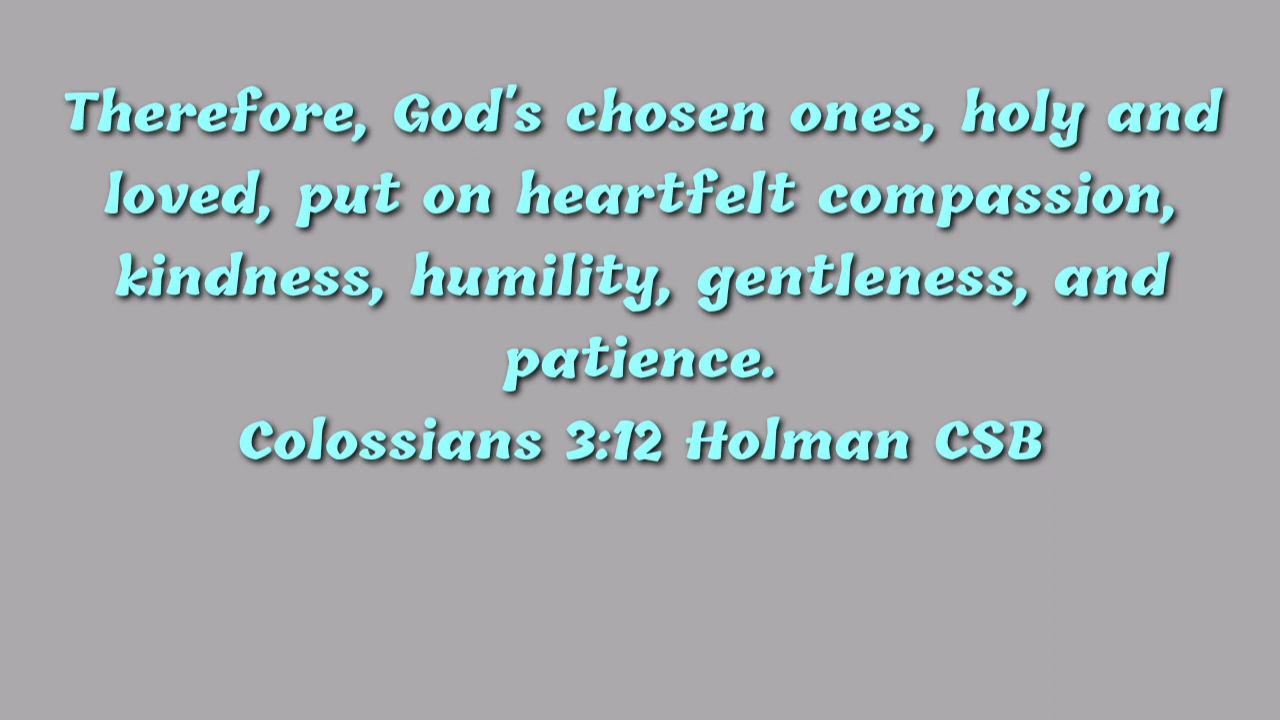 Therefore, God's chosen ones, holy and
loved, put on heartfelt compassion,
kindness, humility, gentleness, and
patience.
Colossians 3:12 Holman CSB